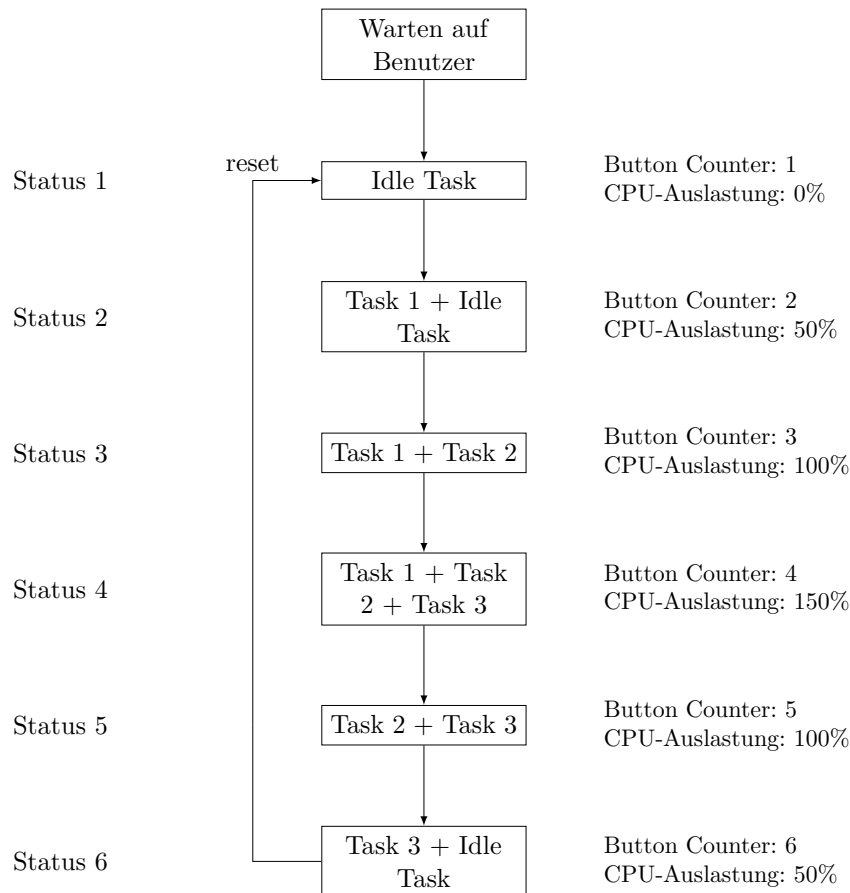 Warten auf
Benutzer
reset
Status 1
Idle Task
Button Counter: 1
CPU-Auslastung: 0%
Status 2
Task 1 + Idle
Task
Button Counter: 2
CPU-Auslastung: 50%
Status 3
Task 1 + Task 2
Button Counter: 3
CPU-Auslastung: 100%
Status 4
Task 1 + Task
2 + Task 3
Button Counter: 4
CPU-Auslastung: 150%
Status 5
Task 2 + Task 3
Button Counter: 5
CPU-Auslastung: 100%
Status 6
Task 3 + Idle
Task
Button Counter: 6
CPU-Auslastung: 50%